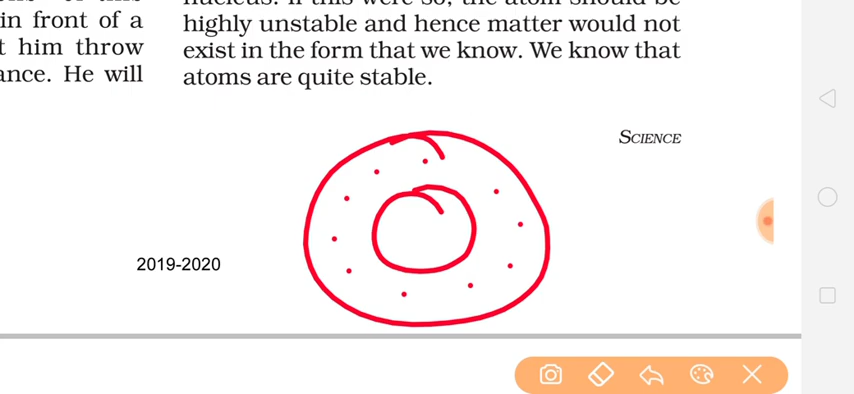 in front of a
t him throw
ance. He will
highly unstable and hence matter would not
exist in the form that we know. We know that
atoms are quite stable.
SCIENCE
2019-2020